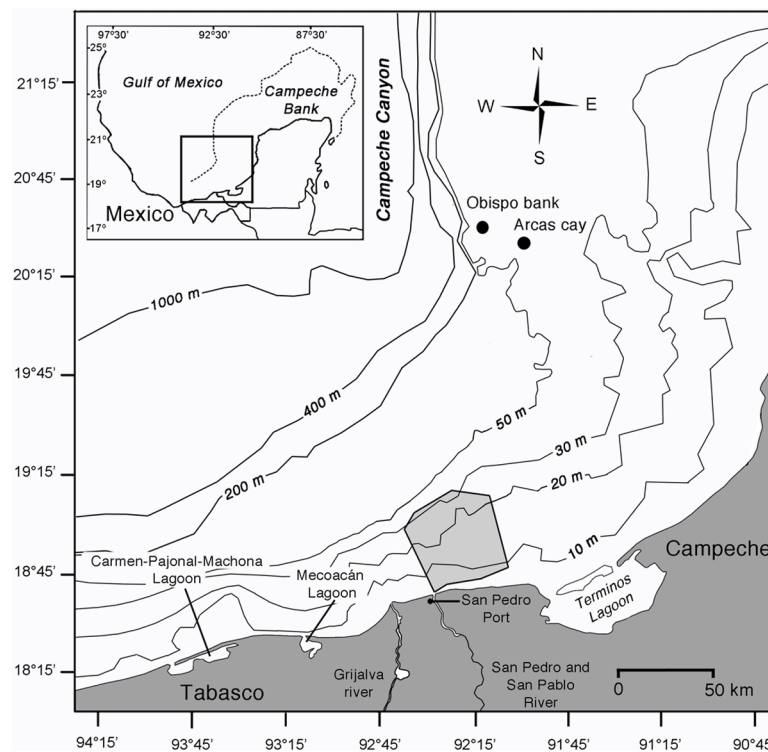 97°30'
92°30'
87°30'
25°
23°
21°
19°
17°
Gulf of Mexico
Campeche
Bank
Mexico
Campeche Canyon
N
W
E
S
21°15'
20°45'
20°15'
19°45'
19°15'
18°45'
18°15'
Obispo bank
Arcas cay
1000 m
400 m
200 m
50 m
30 m
20 m
10 m
Carmen-Pajonal-Machona
Lagoon
Mecoacán
Lagoon
San Pedro
Port
Terminos
Lagoon
Campeche
Tabasco
Grijalva
river
San Pedro and
San Pablo
River
0
50 km
94°15'
93°45'
93°15'
92°45'
92°15'
91°45'
91°15'
90°45'